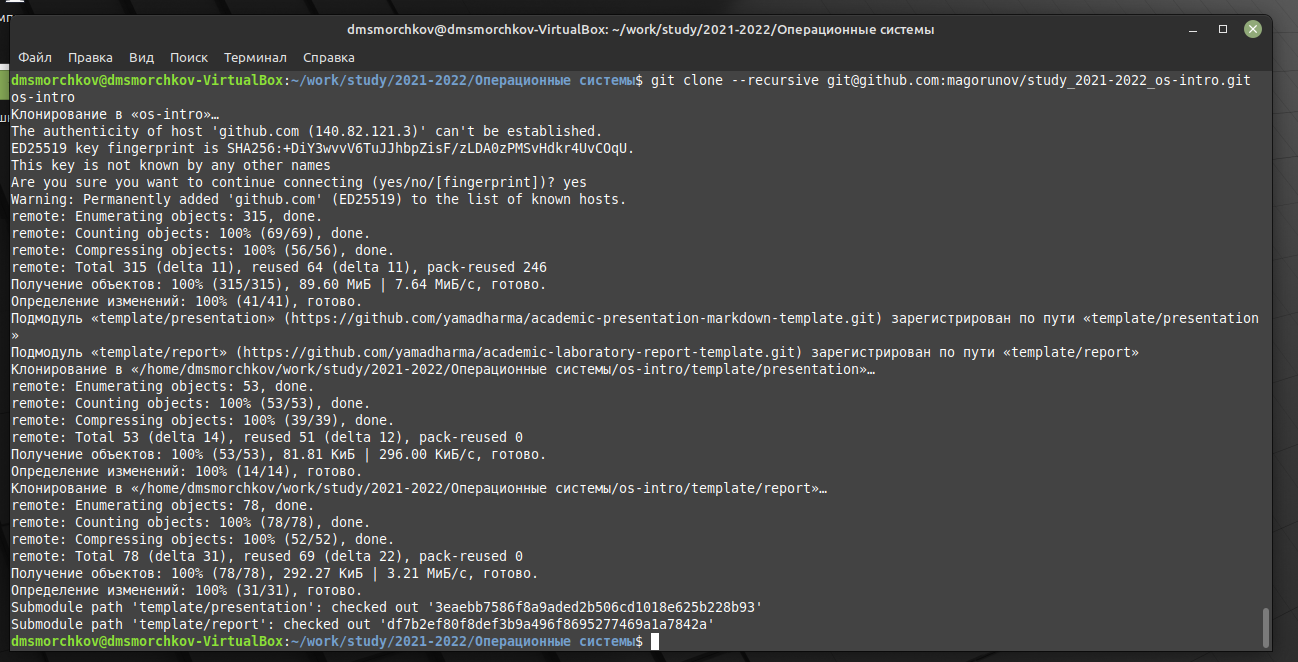 dmsmorchkov@dmsmorchkov-VirtualBox: ~/work/study/2021-2022/Операционные системы
Файл Правка Вид Поиск Терминал Справка
dmsmorchkov@dmsmorchkov-VirtualBox:~/work/study/2021-2022/Операционные системы$ git clone --recursive git@github.com:magorunov/study_2021-2022_os-intro.git
os-intro
Клонирование в «os-intro»…
The authenticity of host 'github.com (140.82.121.3)' can't be established.
ED25519 key fingerprint is SHA256:+DiY3wvvV6TuJJhbpZisF/zLDA0zPMSvHdkr4UvCOqU.
This key is not known by any other names
Are you sure you want to continue connecting (yes/no/[fingerprint])? yes
Warning: Permanently added 'github.com' (ED25519) to the list of known hosts.
remote: Enumerating objects: 315, done.
remote: Counting objects: 100% (69/69), done.
remote: Compressing objects: 100% (56/56), done.
remote: Total 315 (delta 11), reused 64 (delta 11), pack-reused 246
Получение объектов: 100% (315/315), 89.60 МиБ | 7.64 МиБ/с, готово.
Определение изменений: 100% (41/41), готово.
Подмодуль «template/presentation» (https://github.com/yamadharma/academic-presentation-markdown-template.git) зарегистрирован по пути «template/presentation
»
Подмодуль «template/report» (https://github.com/yamadharma/academic-laboratory-report-template.git) зарегистрирован по пути «template/report»
Клонирование в «/home/dmsmorchkov/work/study/2021-2022/Операционные системы/os-intro/template/presentation»…
remote: Enumerating objects: 53, done.
remote: Counting objects: 100% (53/53), done.
remote: Compressing objects: 100% (39/39), done.
remote: Total 53 (delta 14), reused 51 (delta 12), pack-reused 0
Получение объектов: 100% (53/53), 81.81 КиБ | 296.00 КиБ/с, готово.
Определение изменений: 100% (14/14), готово.
Клонирование в «/home/dmsmorchkov/work/study/2021-2022/Операционные системы/os-intro/template/report»…
remote: Enumerating objects: 78, done.
remote: Counting objects: 100% (78/78), done.
remote: Compressing objects: 100% (52/52), done.
remote: Total 78 (delta 31), reused 69 (delta 22), pack-reused 0
Получение объектов: 100% (78/78), 292.27 КиБ | 3.21 МиБ/с, готово.
Определение изменений: 100% (31/31), готово.
Submodule path 'template/presentation': checked out '3eaebb7586f8a9aded2b506cd1018e625b228b93'
Submodule path 'template/report': checked out 'df7b2ef80f8def3b9a496f8695277469a1a7842a'
dmsmorchkov@dmsmorchkov-VirtualBox:~/work/study/2021-2022/Операционные системы$